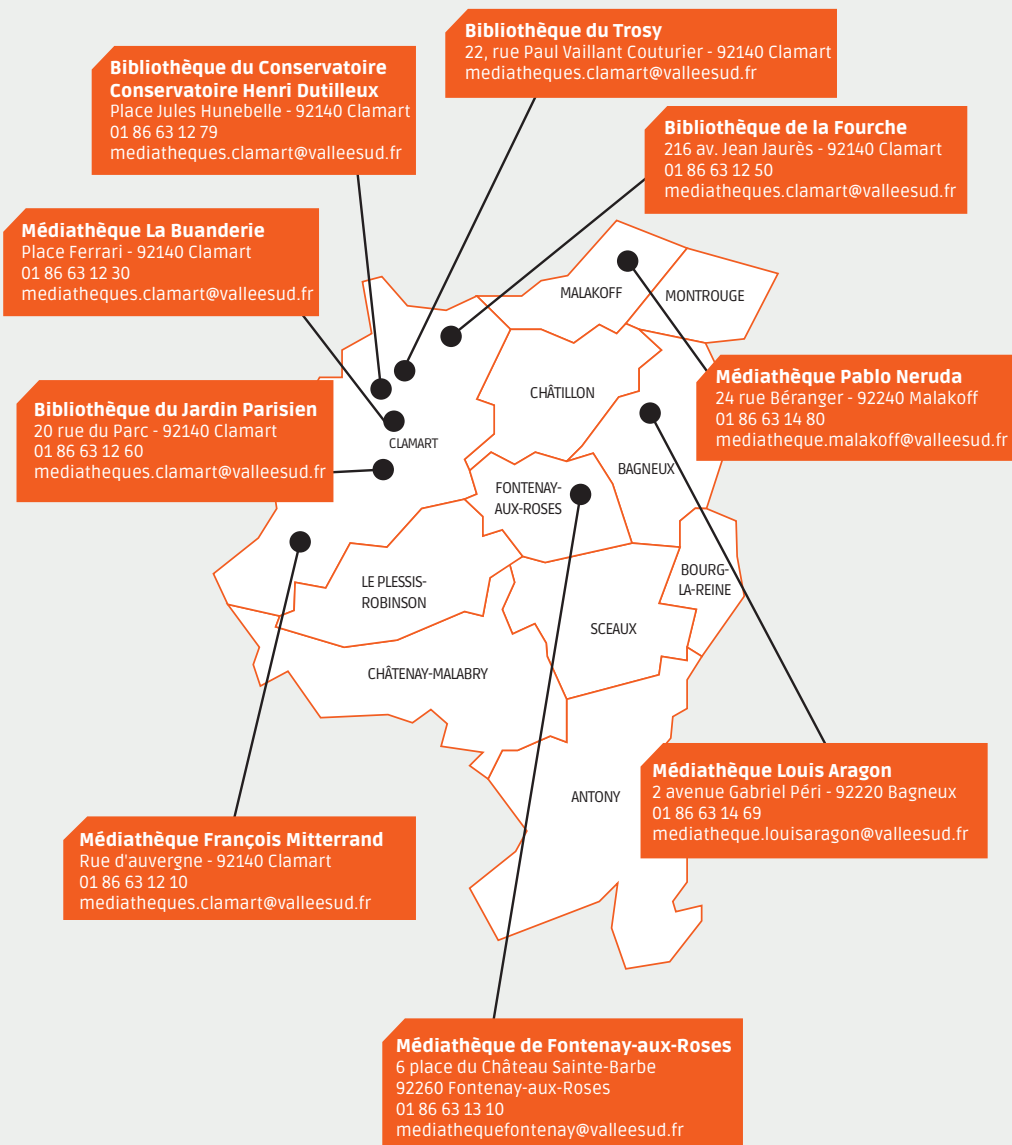 Bibliothèque du Trosy
22, rue Paul Vaillant Couturier - 92140 Clamart
mediatheques.clamart@valleesud.fr
Bibliothèque du Conservatoire
Conservatoire Henri Dutilleux
Place Jules Hunebelle - 92140 Clamart
01 86 63 12 79
mediatheques.clamart@valleesud.fr
Bibliothèque de la Fourche
216 av. Jean Jaurès - 92140 Clamart
01 86 63 12 50
mediatheques.clamart@valleesud.fr
Médiathèque La Buanderie
Place Ferrari - 92140 Clamart
01 86 63 12 30
mediatheques.clamart@valleesud.fr
MALAKOFF
MONTROUGE
Médiathèque Pablo Neruda
24 rue Béranger - 92240 Malakoff
01 86 63 14 80
mediatheque.malakoff@valleesud.fr
CHÂTILLON
Bibliothèque du Jardin Parisien
20 rue du Parc - 92140 Clamart
01 86 63 12 60
mediatheques.clamart@valleesud.fr
CLAMART
BAGNEUX
FONTENAY-
AUX-ROSES
BOURG-
LA-REINE
LE PLESSIS-
ROBINSON
SCEAUX
CHÂTENAY-MALABRY
ANTONY
Médiathèque Louis Aragon
2 avenue Gabriel Péri - 92220 Bagneux
01 86 63 14 69
mediatheque.louisaragon@valleesud.fr
Médiathèque François Mitterrand
Rue d'auvergne - 92140 Clamart
01 86 63 12 10
mediatheques.clamart@valleesud.fr
Médiathèque de Fontenay-aux-Roses
6 place du Château Sainte-Barbe
92260 Fontenay-aux-Roses
01 86 63 13 10
mediathequefontenay@valleesud.fr